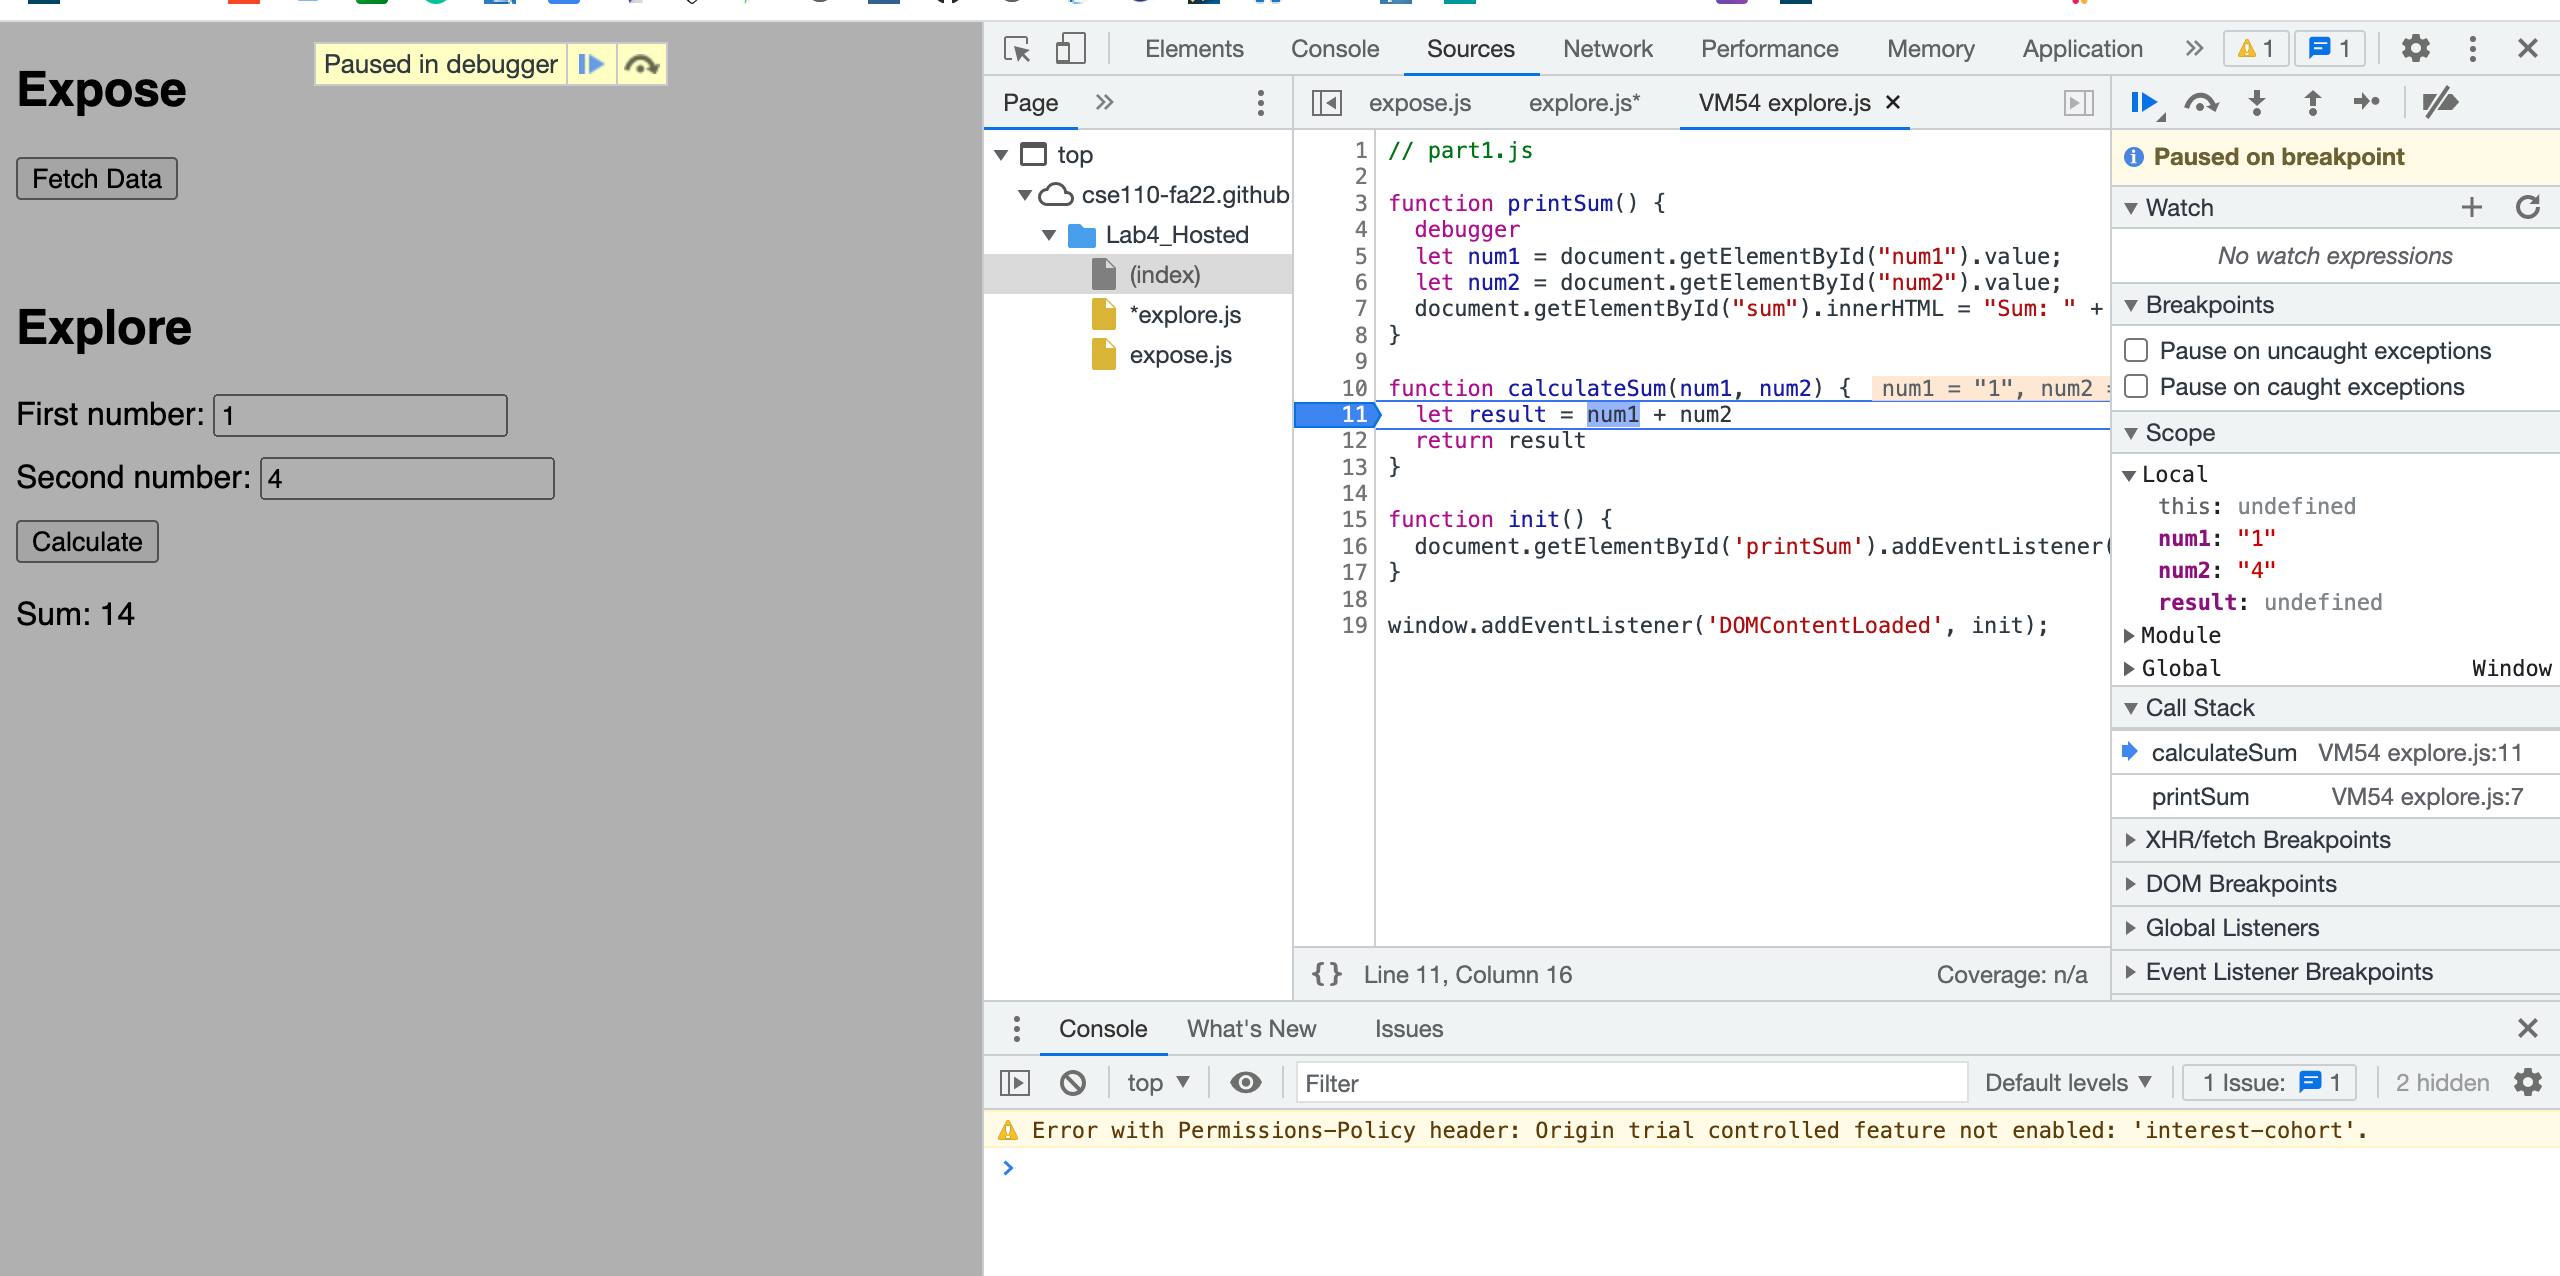 Expose
Paused in debugger
Fetch Data
Explore
First number: 1
Second number: 4
Calculate
Sum: 14
Elements Console Sources Network Performance Memory Application 1 1
Page
top
cse110-fa22.github
Lab4_Hosted
(index)
*explore.js
expose.js
expose.js explore.js* VM54 explore.js
1 // part1.js
2
3 function printSum() {
4 debugger
5 let num1 = document.getElementById("num1").value;
6 let num2 = document.getElementById("num2").value;
7 document.getElementById("sum").innerHTML = "Sum: " +
8 }
9
10 function calculateSum(num1, num2) { num1 = "1", num2 =
11 let result = num1 + num2
12 return result
13 }
14
15 function init() {
16 document.getElementById('printSum').addEventListener(
17 }
18
19 window.addEventListener('DOMContentLoaded', init);
{} Line 11, Column 16 Coverage: n/a
Paused on breakpoint
Watch
No watch expressions
Breakpoints
Pause on uncaught exceptions
Pause on caught exceptions
Scope
Local
this: undefined
num1: "1"
num2: "4"
result: undefined
Module
Global Window
Call Stack
calculateSum VM54 explore.js:11
printSum VM54 explore.js:7
XHR/fetch Breakpoints
DOM Breakpoints
Global Listeners
Event Listener Breakpoints
Console What's New Issues
top Filter Default levels 1 Issue: 1 2 hidden
Error with Permissions-Policy header: Origin trial controlled feature not enabled: 'interest-cohort'.